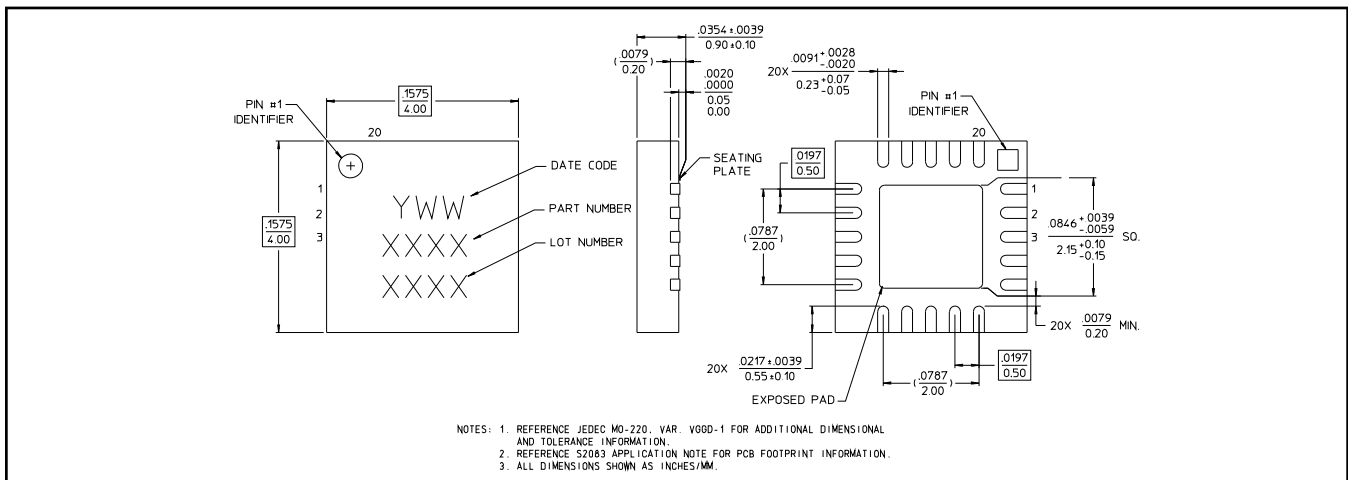 .0354±.0039
0.90±0.10
(.0079
0.20)
.0020
.0000
0.05
0.00
.1575
4.00
PIN #1
IDENTIFIER
20
1
2
3
.1575
4.00
DATE CODE
YWW
PART NUMBER
XXXX
LOT NUMBER
XXXX
SEATING
PLATE
20X .0091+.0028
-.0020
0.23+0.07
-0.05
PIN #1
IDENTIFIER
20
.0197
0.50
(.0787
2.00)
1
2
3
.0846+.0039
-.0059 SQ.
2.15+0.10
-0.15
20X .0079
0.20 MIN.
20X .0217±.0039
0.55±0.10
(.0787
2.00)
.0197
0.50
EXPOSED PAD
NOTES: 1. REFERENCE JEDEC MO-220, VAR. VGGD-1 FOR ADDITIONAL DIMENSIONAL
AND TOLERANCE INFORMATION.
2. REFERENCE S2083 APPLICATION NOTE FOR PCB FOOTPRINT INFORMATION.
3. ALL DIMENSIONS SHOWN AS INCHES/MM.